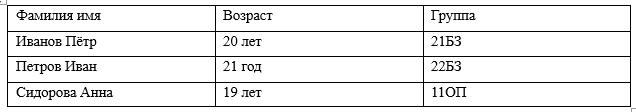 Фамилия имя Возраст Группа
Иванов Пётр 20 лет 21БЗ
Петров Иван 21 год 22БЗ
Сидорова Анна 19 лет 11ОП